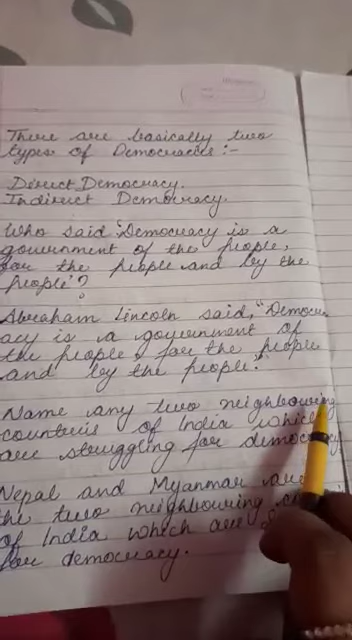 There are basically two
types of Democracies :-
Direct Democracy.
Indirect Democracy.
Who said "Democracy is a
government of the people,
for the people and by the
people"?
Abraham Lincoln said, "Democr-
acy is a government of
the people, for the people
and by the people."
Name any two neighbouring
countries of India which
are struggling for democracy
Nepal and Myanmar are
the two neighbouring
of India which are
for democracy.